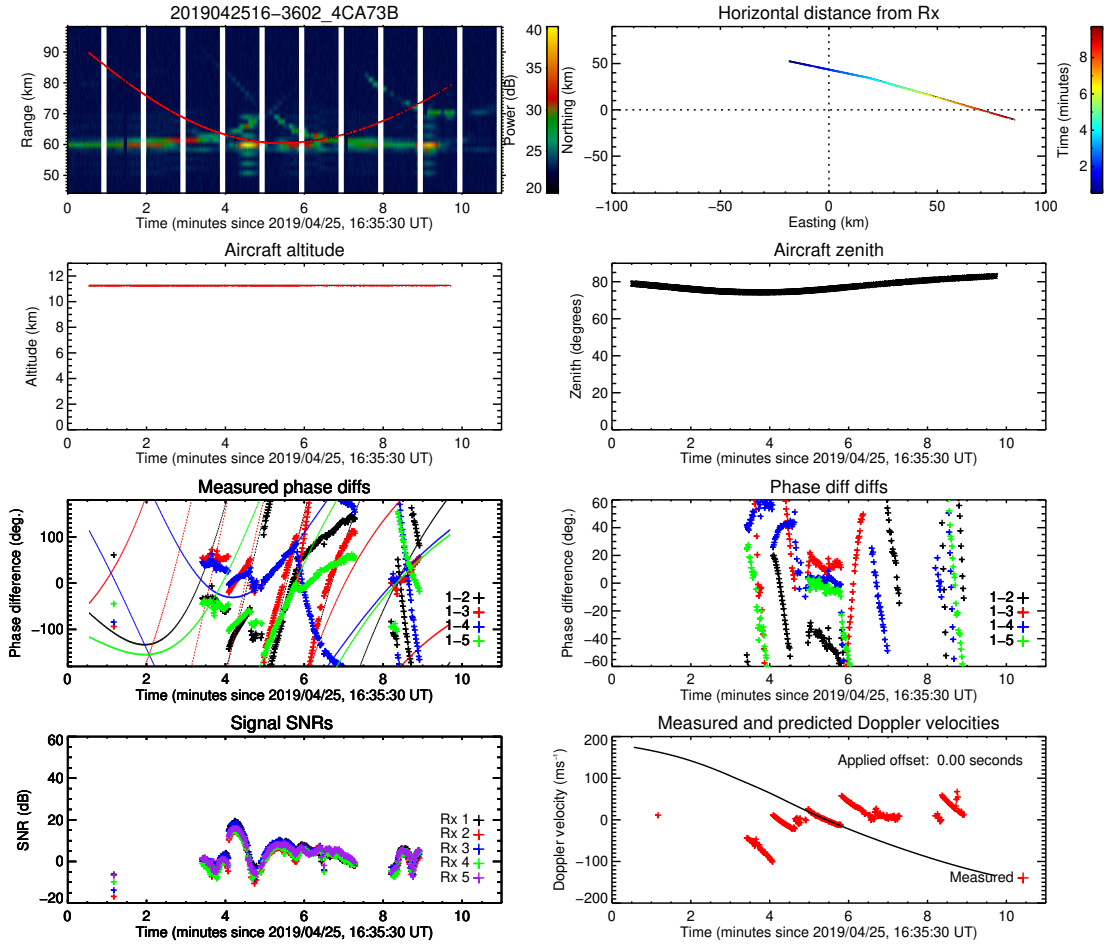 2019042516−3602_4CA73B
90
80
70
60
50
Range (km)
0 2 4 6 8 10
Time (minutes since 2019/04/25, 16:35:30 UT)
40
35
30
25
20
Power (dB)
Horizontal distance from Rx
50
0
−50
Northing (km)
−100 −50 0 50 100
Easting (km)
8
6
4
2
Time (minutes)
Aircraft altitude
12
10
8
6
4
2
0
Altitude (km)
0 2 4 6 8 10
Time (minutes since 2019/04/25, 16:35:30 UT)
Aircraft zenith
80
60
40
20
0
Zenith (degrees)
0 2 4 6 8 10
Time (minutes since 2019/04/25, 16:35:30 UT)
Measured phase diffs
100
0
−100
Phase difference (deg.)
1−2
1−3
1−4
1−5
0 2 4 6 8 10
Time (minutes since 2019/04/25, 16:35:30 UT)
Phase diff diffs
60
40
20
0
−20
−40
−60
Phase difference (deg.)
1−2
1−3
1−4
1−5
0 2 4 6 8 10
Time (minutes since 2019/04/25, 16:35:30 UT)
Signal SNRs
60
40
20
0
−20
SNR (dB)
Rx 1
Rx 2
Rx 3
Rx 4
Rx 5
0 2 4 6 8 10
Time (minutes since 2019/04/25, 16:35:30 UT)
Measured and predicted Doppler velocities
200
100
0
−100
−200
Doppler velocity (ms⁻¹)
Applied offset: 0.00 seconds
Measured
0 2 4 6 8 10
Time (minutes since 2019/04/25, 16:35:30 UT)